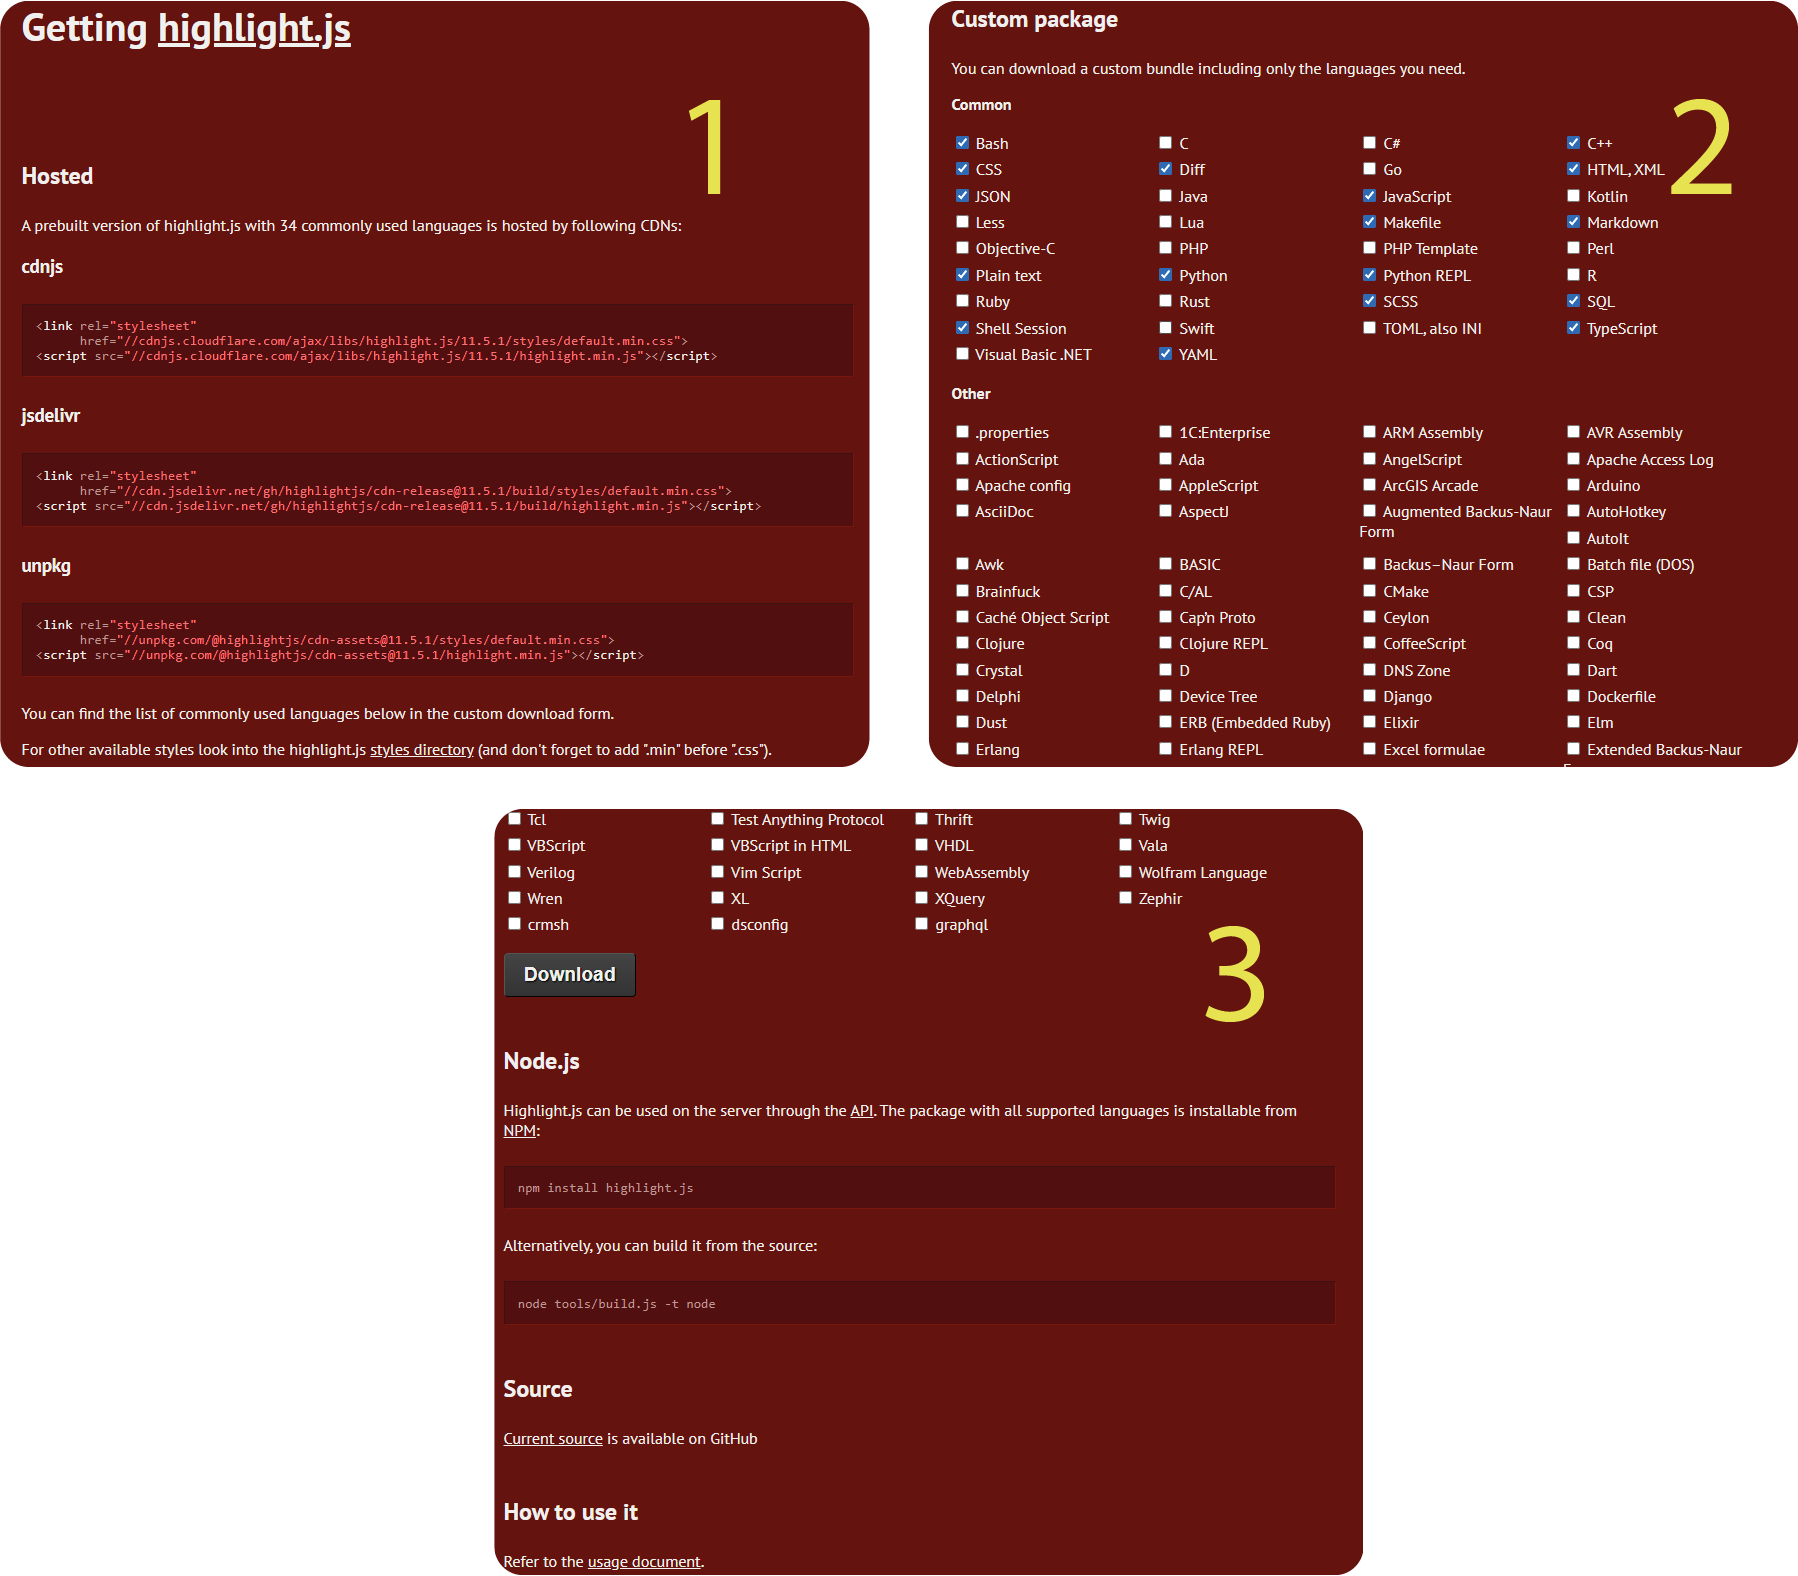 Getting highlight.js
1
Hosted
A prebuilt version of highlight.js with 34 commonly used languages is hosted by following CDNs:
cdnjs
<link rel="stylesheet"
      href="//cdnjs.cloudflare.com/ajax/libs/highlight.js/11.5.1/styles/default.min.css">
<script src="//cdnjs.cloudflare.com/ajax/libs/highlight.js/11.5.1/highlight.min.js"></script>
jsdelivr
<link rel="stylesheet"
      href="//cdn.jsdelivr.net/gh/highlightjs/cdn-release@11.5.1/build/styles/default.min.css">
<script src="//cdn.jsdelivr.net/gh/highlightjs/cdn-release@11.5.1/build/highlight.min.js"></script>
unpkg
<link rel="stylesheet"
      href="//unpkg.com/@highlightjs/cdn-assets@11.5.1/styles/default.min.css">
<script src="//unpkg.com/@highlightjs/cdn-assets@11.5.1/highlight.min.js"></script>
You can find the list of commonly used languages below in the custom download form.
For other available styles look into the highlight.js styles directory (and don't forget to add ".min" before ".css").
Custom package
You can download a custom bundle including only the languages you need.
Common
2
Bash C C# C++
CSS Diff Go HTML, XML
JSON Java JavaScript Kotlin
Less Lua Makefile Markdown
Objective-C PHP PHP Template Perl
Plain text Python Python REPL R
Ruby Rust SCSS SQL
Shell Session Swift TOML, also INI TypeScript
Visual Basic .NET YAML
Other
.properties 1C:Enterprise ARM Assembly AVR Assembly
ActionScript Ada AngelScript Apache Access Log
Apache config AppleScript ArcGIS Arcade Arduino
AsciiDoc AspectJ Augmented Backus-Naur AutoHotkey
Form AutoIt
Awk BASIC Backus–Naur Form Batch file (DOS)
Brainfuck C/AL CMake CSP
Caché Object Script Cap'n Proto Ceylon Clean
Clojure Clojure REPL CoffeeScript Coq
Crystal D DNS Zone Dart
Delphi Device Tree Django Dockerfile
Dust ERB (Embedded Ruby) Elixir Elm
Erlang Erlang REPL Excel formulae Extended Backus-Naur
Tcl Test Anything Protocol Thrift Twig
VBScript VBScript in HTML VHDL Vala
Verilog Vim Script WebAssembly Wolfram Language
Wren XL XQuery Zephir
crmsh dsconfig graphql
3
Download
Node.js
Highlight.js can be used on the server through the API. The package with all supported languages is installable from
NPM:
npm install highlight.js
Alternatively, you can build it from the source:
node tools/build.js -t node
Source
Current source is available on GitHub
How to use it
Refer to the usage document.